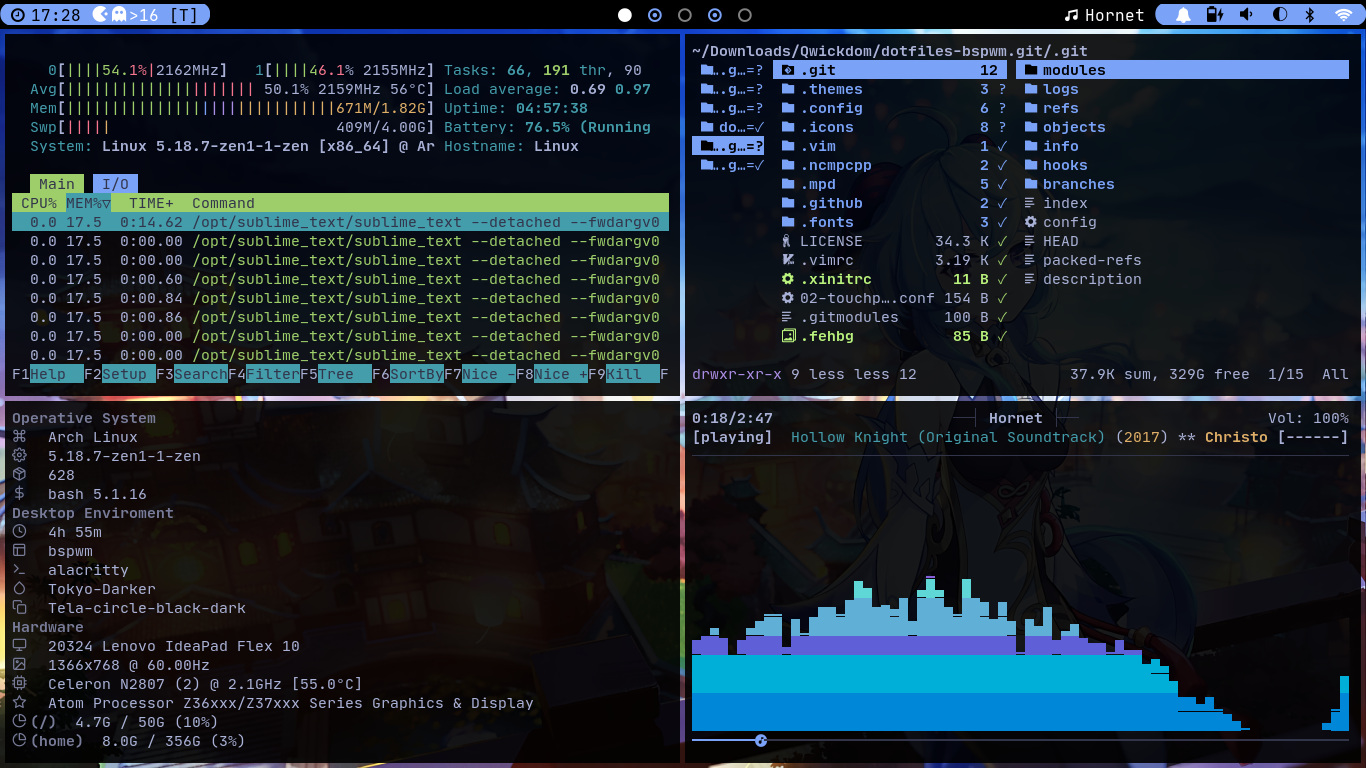 17:28 >16 [T]
Hornet
0[||||54.1%|2162MHz] 1[||||46.1% 2155MHz] Tasks: 66, 191 thr, 90
Avg[|||||||||||||||||||||| 50.1% 2159MHz 56°C] Load average: 0.69 0.97
Mem[||||||||||||||||||||||||||||||671M/1.82G] Uptime: 04:57:38
Swp[||||| 409M/4.00G] Battery: 76.5% (Running
System: Linux 5.18.7-zen1-1-zen [x86_64] @ Ar Hostname: Linux
Main I/O
CPU% MEM%▽ TIME+ Command
0.0 17.5 0:14.62 /opt/sublime_text/sublime_text --detached --fwdargv0
0.0 17.5 0:00.00 /opt/sublime_text/sublime_text --detached --fwdargv0
0.0 17.5 0:00.00 /opt/sublime_text/sublime_text --detached --fwdargv0
0.0 17.5 0:00.60 /opt/sublime_text/sublime_text --detached --fwdargv0
0.0 17.5 0:00.84 /opt/sublime_text/sublime_text --detached --fwdargv0
0.0 17.5 0:00.86 /opt/sublime_text/sublime_text --detached --fwdargv0
0.0 17.5 0:00.00 /opt/sublime_text/sublime_text --detached --fwdargv0
0.0 17.5 0:00.00 /opt/sublime_text/sublime_text --detached --fwdargv0
F1Help F2Setup F3SearchF4FilterF5Tree F6SortByF7Nice -F8Nice +F9Kill F
~/Downloads/Qwickdom/dotfiles-bspwm.git/.git
..g…=? .git 12 modules
..g…=? .themes 3 ? logs
..g…=? .config 6 ? refs
do…=✓ .icons 8 ? objects
..g…=? .vim 1 ✓ info
..g…=✓ .ncmpcpp 2 ✓ hooks
.mpd 5 ✓ branches
.github 2 ✓ index
.fonts 3 ✓ config
LICENSE 34.3 K ✓ HEAD
.vimrc 3.19 K ✓ packed-refs
.xinitrc 11 B ✓ description
02-touchp….conf 154 B ✓
.gitmodules 100 B ✓
.fehbg 85 B ✓
drwxr-xr-x 9 less less 12 37.9K sum, 329G free 1/15 All
Operative System
Arch Linux
5.18.7-zen1-1-zen
628
bash 5.1.16
Desktop Enviroment
4h 55m
bspwm
alacritty
Tokyo-Darker
Tela-circle-black-dark
Hardware
20324 Lenovo IdeaPad Flex 10
1366x768 @ 60.00Hz
Celeron N2807 (2) @ 2.1GHz [55.0°C]
Atom Processor Z36xxx/Z37xxx Series Graphics & Display
(/) 4.7G / 50G (10%)
(home) 8.0G / 356G (3%)
0:18/2:47 Hornet Vol: 100%
[playing] Hollow Knight (Original Soundtrack) (2017) ** Christo [------]